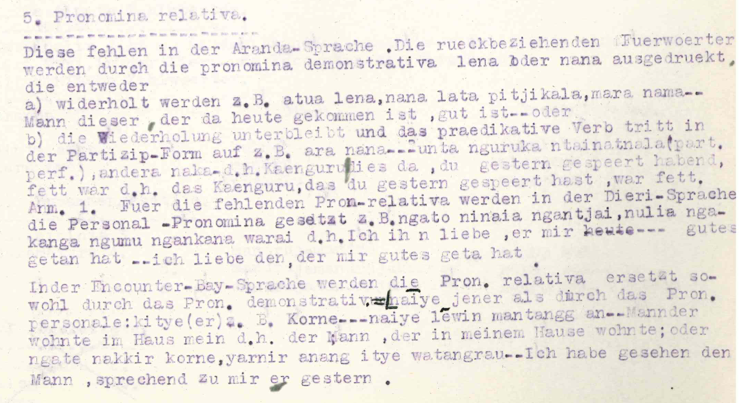 5. Pronomina relativa.
Diese fehlen in der Aranda-Sprache .Die rueckbeziehenden Fuerwoerter
werden durch die pronomina demonstrativa lena oder nana ausgedruekt,
die entweder
a) widerholt werden z.B. atua lena,nana lata pitjikala,mara nama--
Mann dieser ,der da heute gekommen ist ,gut ist--oder
b) die Wiederholung unterbleibt und das praedikative Verb tritt in
der Partizip-Form auf z.B. ara nana---unta nguruka ntainatnala(part.
perf.),andera naka-d.h.Kaenguru dies da ,du gestern gespeert habend,
fett war d.h. das Kaenguru,das du gestern gespeert hast ,war fett.
Anm. 1. Fuer die fehlenden Pron-relativa werden in der Dieri-Sprache
die Personal -Pronomina gesetzt z.B.ngato ninaia ngantjai,nulia nga-
kanga ngumu ngankana warai d.h.Ich ih n liebe ,er mir heute--- gutes
getan hat --ich liebe den,der mir gutes geta hat .
Inder Encounter-Bay-Sprache werden die Pron. relativa ersetzt so-
wohl durch das Pron. demonstrativ-naiye jener als durch das Pron.
personale:kitye(er)z. B. Korne---naiye lewin mantangg an--Mannder
wohnte im Haus mein d.h. der Mann ,der in meinem Hause wohnte;oder
ngate nakkir korne,yarnir anang itye watangrau--Ich habe gesehen den
Mann ,sprechend zu mir er gestern .